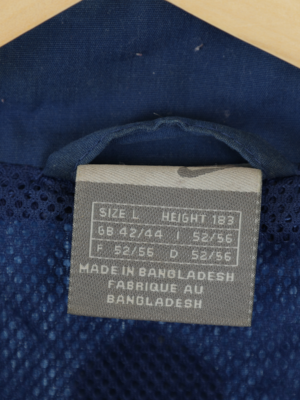 SIZE L HEIGHT 183
GB 42/44 I 52/56
F 52/56 D 52/56
MADE IN BANGLADESH
FABRIQUE AU
BANGLADESH